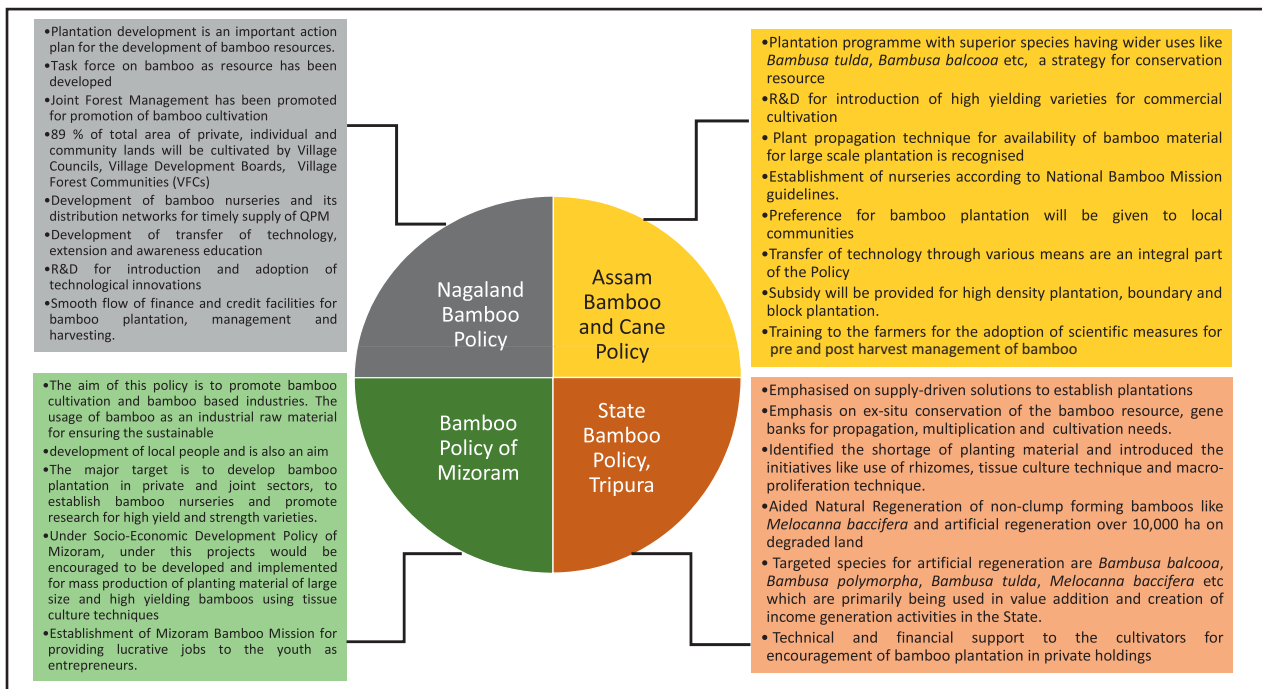 •Plantation development is an important action
plan for the development of bamboo resources.
•Task force on bamboo as resource has been
developed
•Joint Forest Management has been promoted
for promotion of bamboo cultivation
•89 % of total area of private, individual and
community lands will be cultivated by Village
Councils, Village Development Boards, Village
Forest Communities (VFCs)
•Development of bamboo nurseries and its
distribution networks for timely supply of QPM
•Development of transfer of technology,
extension and awareness education
•R&D for introduction and adoption of
technological innovations
•Smooth flow of finance and credit facilities for
bamboo plantation, management and
harvesting.
•Plantation programme with superior species having wider uses like
Bambusa tulda, Bambusa balcooa etc, a strategy for conservation
resource
•R&D for introduction of high yielding varieties for commercial
cultivation
• Plant propagation technique for availability of bamboo material
for large scale plantation is recognised
•Establishment of nurseries according to National Bamboo Mission
guidelines.
•Preference for bamboo plantation will be given to local
communities
•Transfer of technology through various means are an integral part
of the Policy
•Subsidy will be provided for high density plantation, boundary and
block plantation.
•Training to the farmers for the adoption of scientific measures for
pre and post harvest management of bamboo
Nagaland
Bamboo
Policy
Assam
Bamboo
and Cane
Policy
Bamboo
Policy of
Mizoram
State
Bamboo
Policy,
Tripura
•The aim of this policy is to promote bamboo
cultivation and bamboo based industries. The
usage of bamboo as an industrial raw material
for ensuring the sustainable
•development of local people and is also an aim
•The major target is to develop bamboo
plantation in private and joint sectors, to
establish bamboo nurseries and promote
research for high yield and strength varieties.
•Under Socio-Economic Development Policy of
Mizoram, under this projects would be
encouraged to be developed and implemented
for mass production of planting material of large
size and high yielding bamboos using tissue
culture techniques
•Establishment of Mizoram Bamboo Mission for
providing lucrative jobs to the youth as
entrepreneurs.
• Emphasised on supply-driven solutions to establish plantations
•Emphasis on ex-situ conservation of the bamboo resource, gene
banks for propagation, multiplication and cultivation needs.
•Identified the shortage of planting material and introduced the
initiatives like use of rhizomes, tissue culture technique and macro-
proliferation technique.
•Aided Natural Regeneration of non-clump forming bamboos like
Melocanna baccifera and artificial regeneration over 10,000 ha on
degraded land
• Targeted species for artificial regeneration are Bambusa balcooa,
Bambusa polymorpha, Bambusa tulda, Melocanna baccifera etc
which are primarily being used in value addition and creation of
income generation activities in the State.
• Technical and financial support to the cultivators for
encouragement of bamboo plantation in private holdings